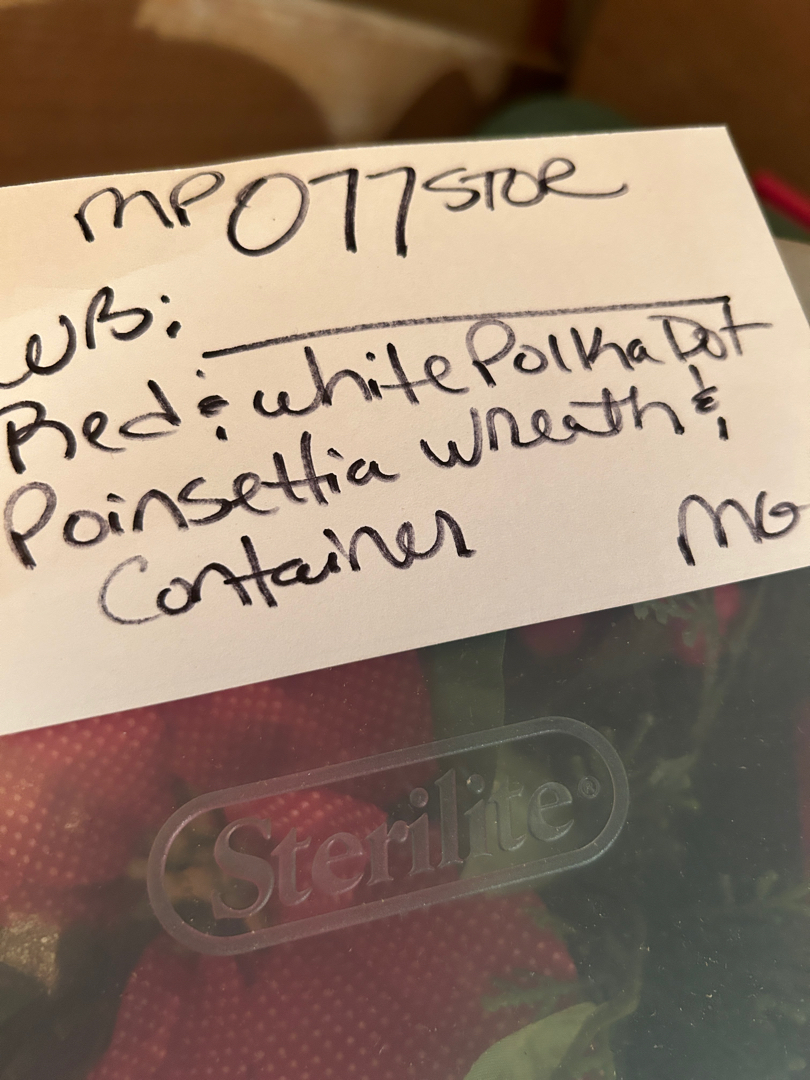 MP077STOR
WB:
Red & white Polka Dot
Poinsettia wreath &
Container
MG
Sterilite®